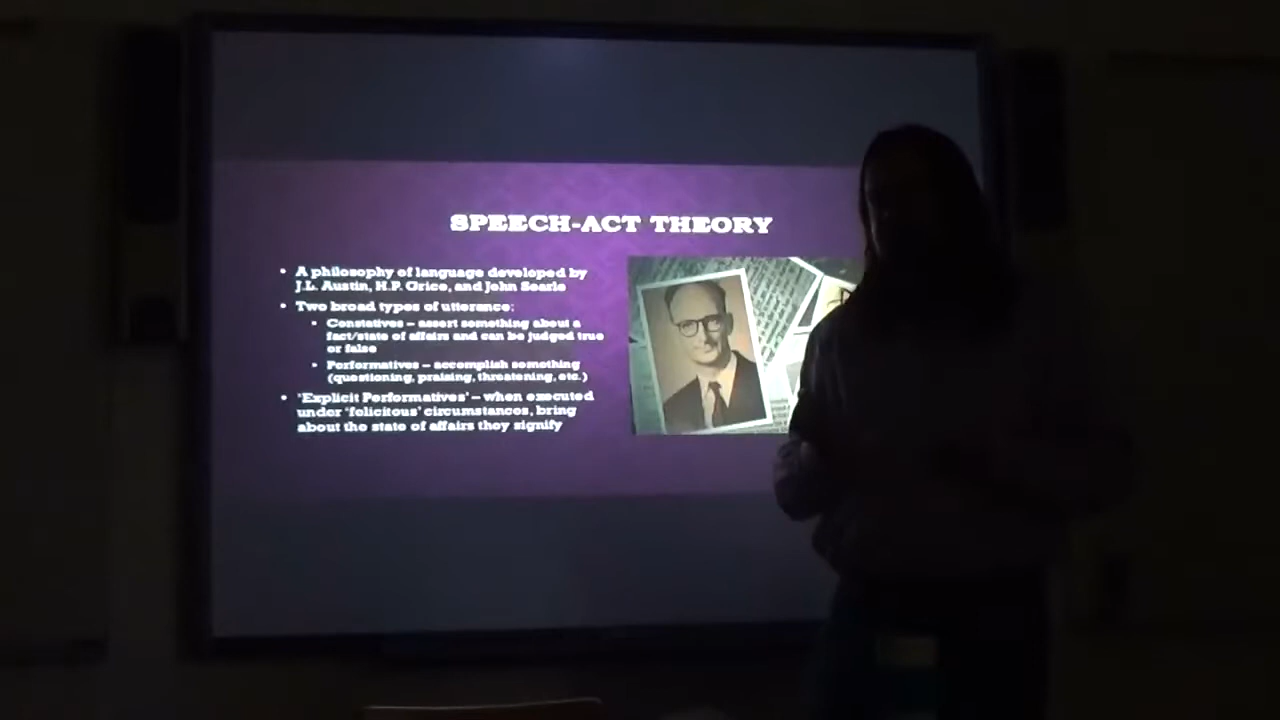 SPEECH-ACT THEORY
• A philosophy of language developed by
J.L. Austin, H.P. Grice, and John Searle
• Two broad types of utterance:
• Constatives – assert something about a
fact/state of affairs and can be judged true
or false
• Performatives – accomplish something
(questioning, praising, threatening, etc.)
• 'Explicit Performatives' – when executed
under 'felicitous' circumstances, bring
about the state of affairs they signify